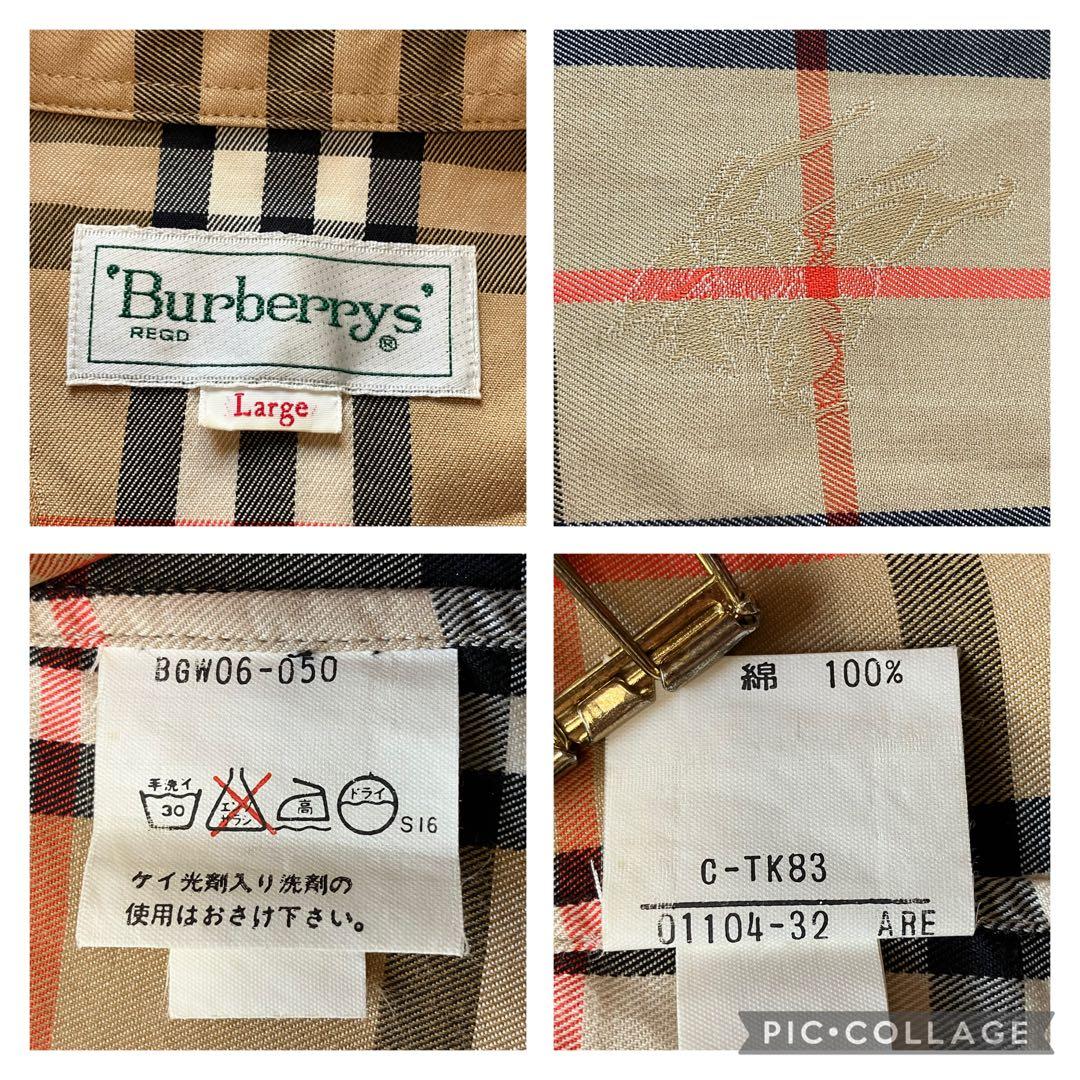 'Burberrys'
REGD ®
Large
BGW06-050
手洗イ
30
エンソ
サラシ
高
ドライ
S16
ケイ光剤入り洗剤の
使用はおさけ下さい。
綿 100%
C-TK83
01104-32 ARE
PIC•COLLAGE